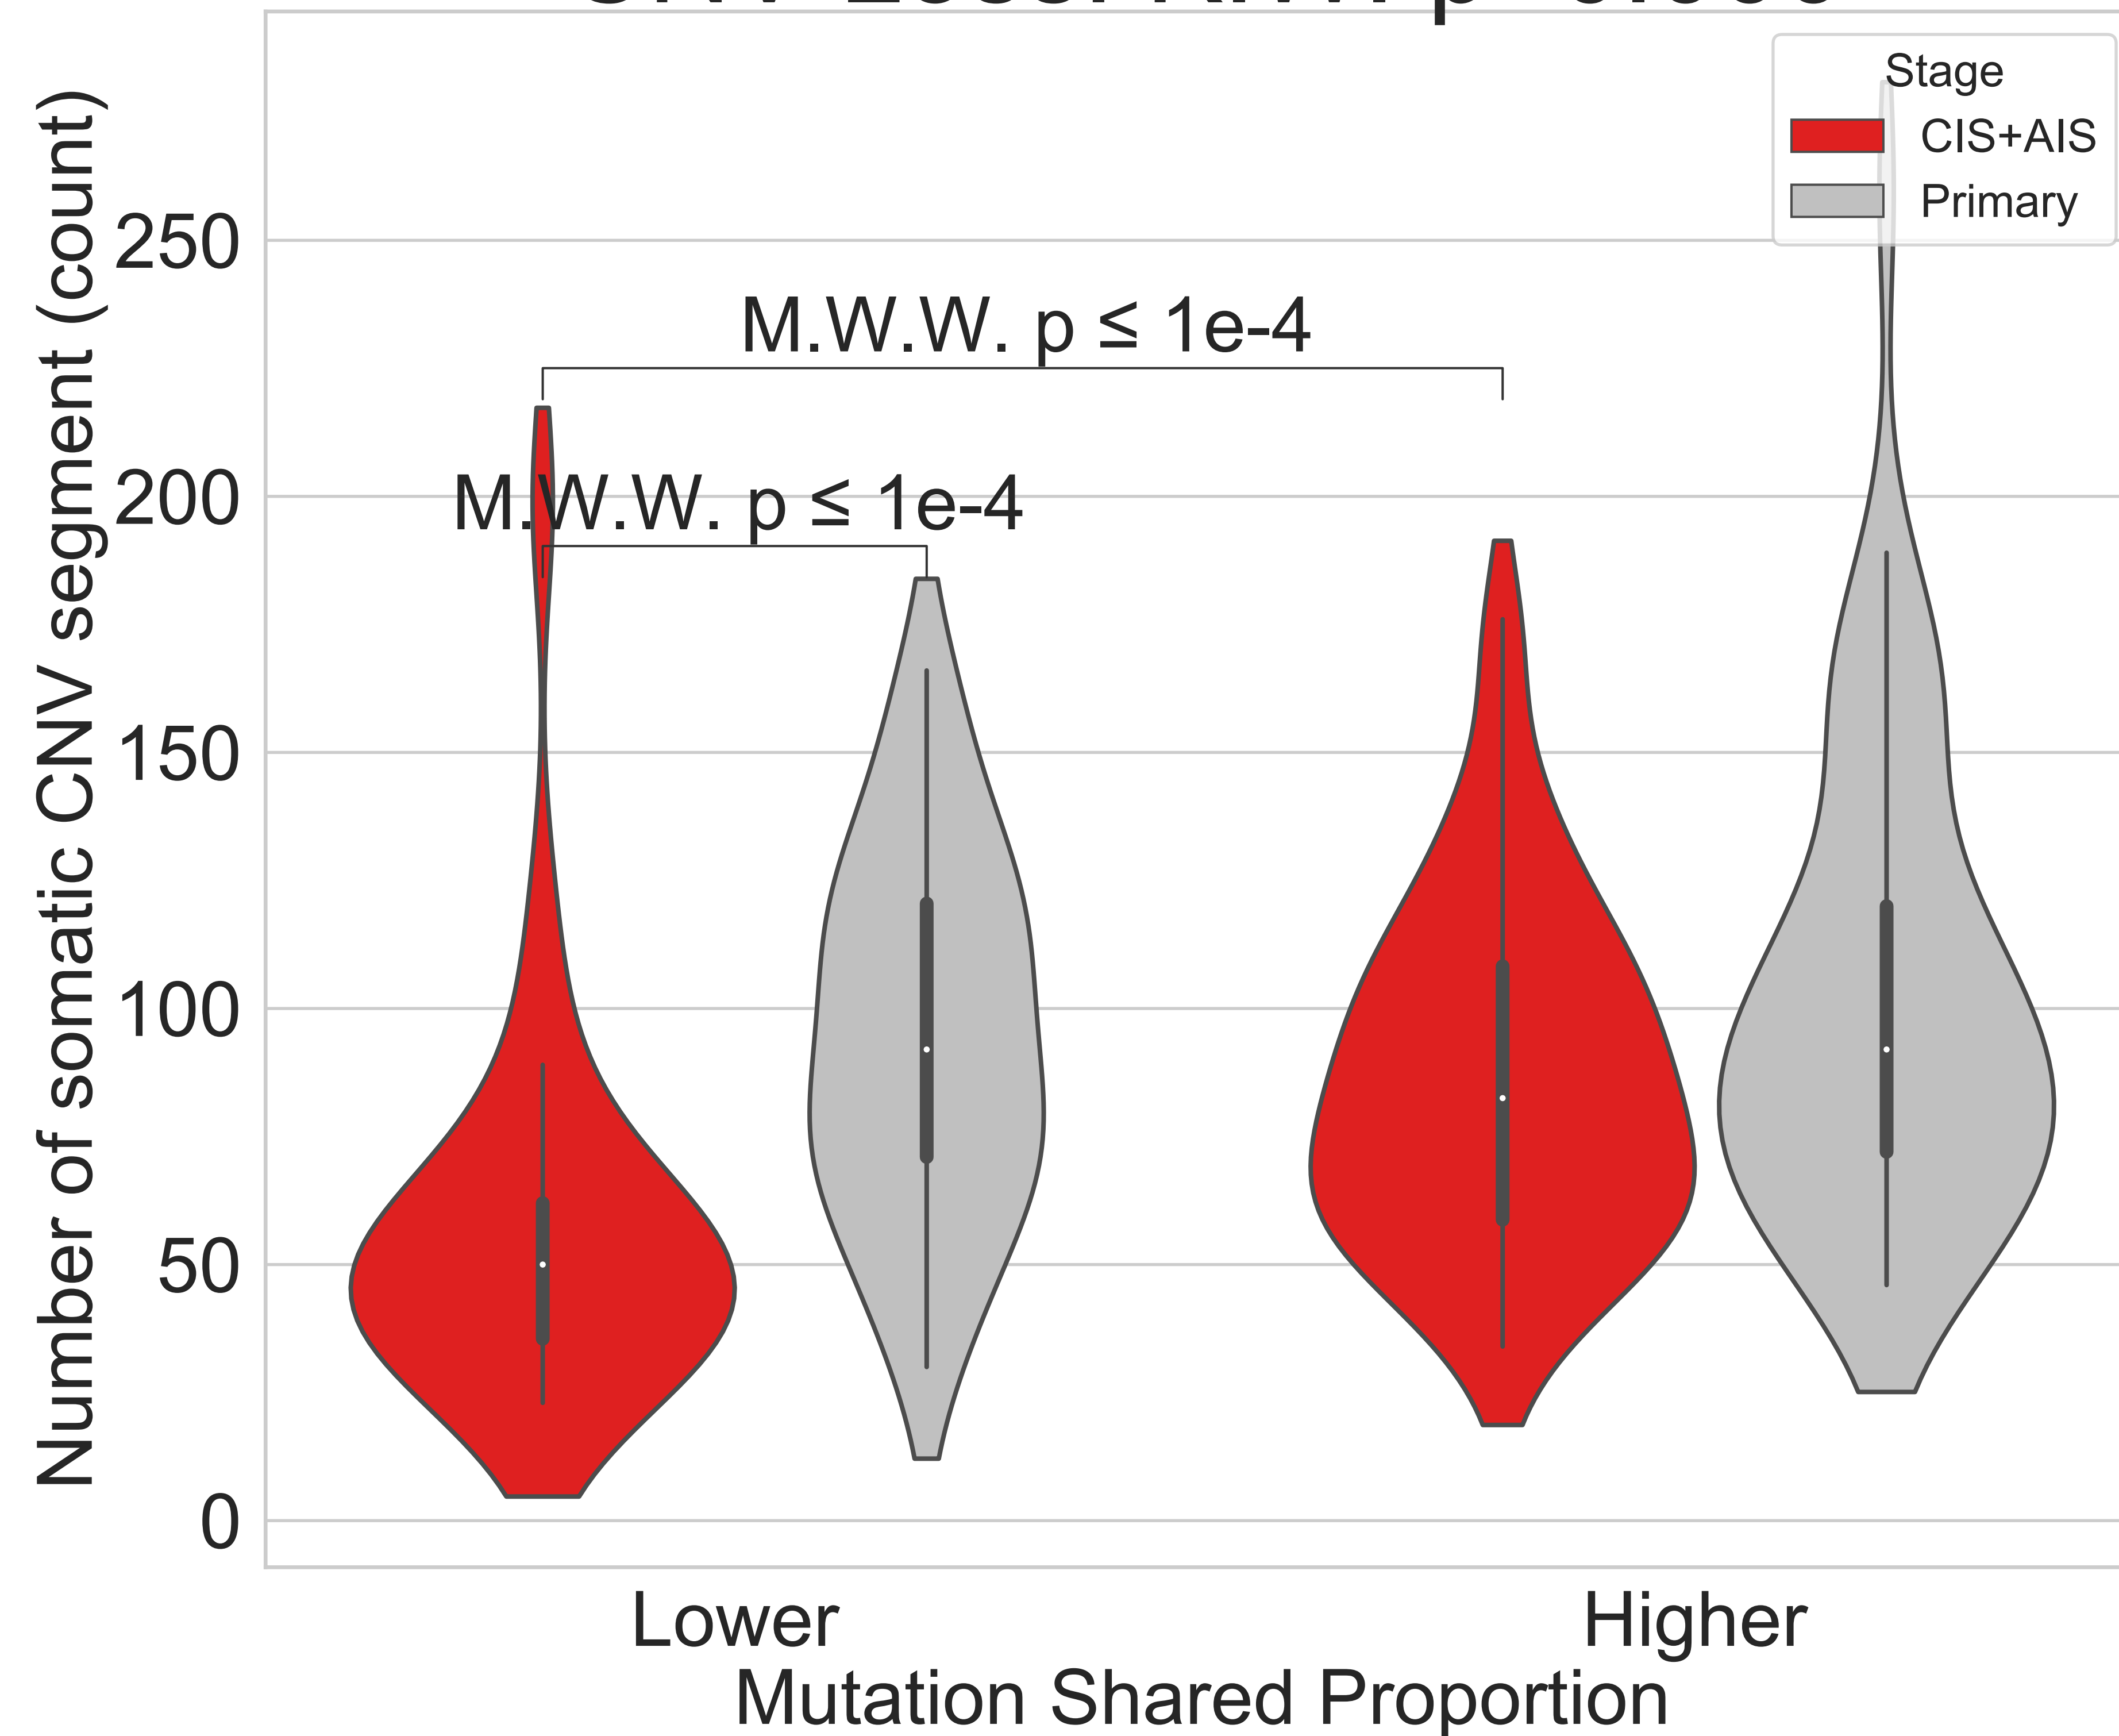 Stage
CIS+AIS
Primary
Number of somatic CNV segment (count)
250
200
150
100
50
0
M.W.W. p ≤ 1e-4
M.W.W. p ≤ 1e-4
Lower
Higher
Mutation Shared Proportion